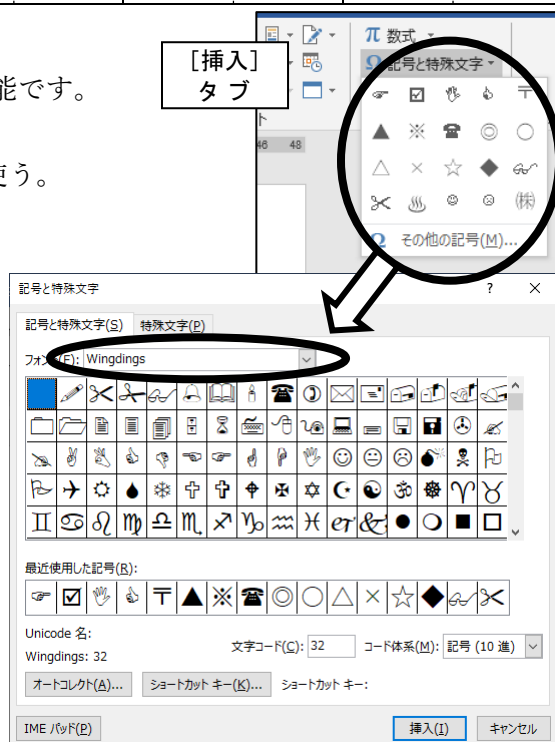 π 数式
[挿入]
タブ
Ω 記号と特殊文字
能です。
ト
46 48
使う。
Ω その他の記号(M)...
記号と特殊文字 ? ×
記号と特殊文字(S) 特殊文字(P)
フォント(F): Wingdings
最近使用した記号(R):
☞ ☑ 〒 ▲ ※ ☎ ◎ ○ △ × ☆ ◆
Unicode 名:
Wingdings: 32
文字コード(C): 32 コード体系(M): 記号 (10 進)
オートコレクト(A)... ショートカット キー(K)... ショートカット キー:
IME パッド(P) 挿入(I) キャンセル